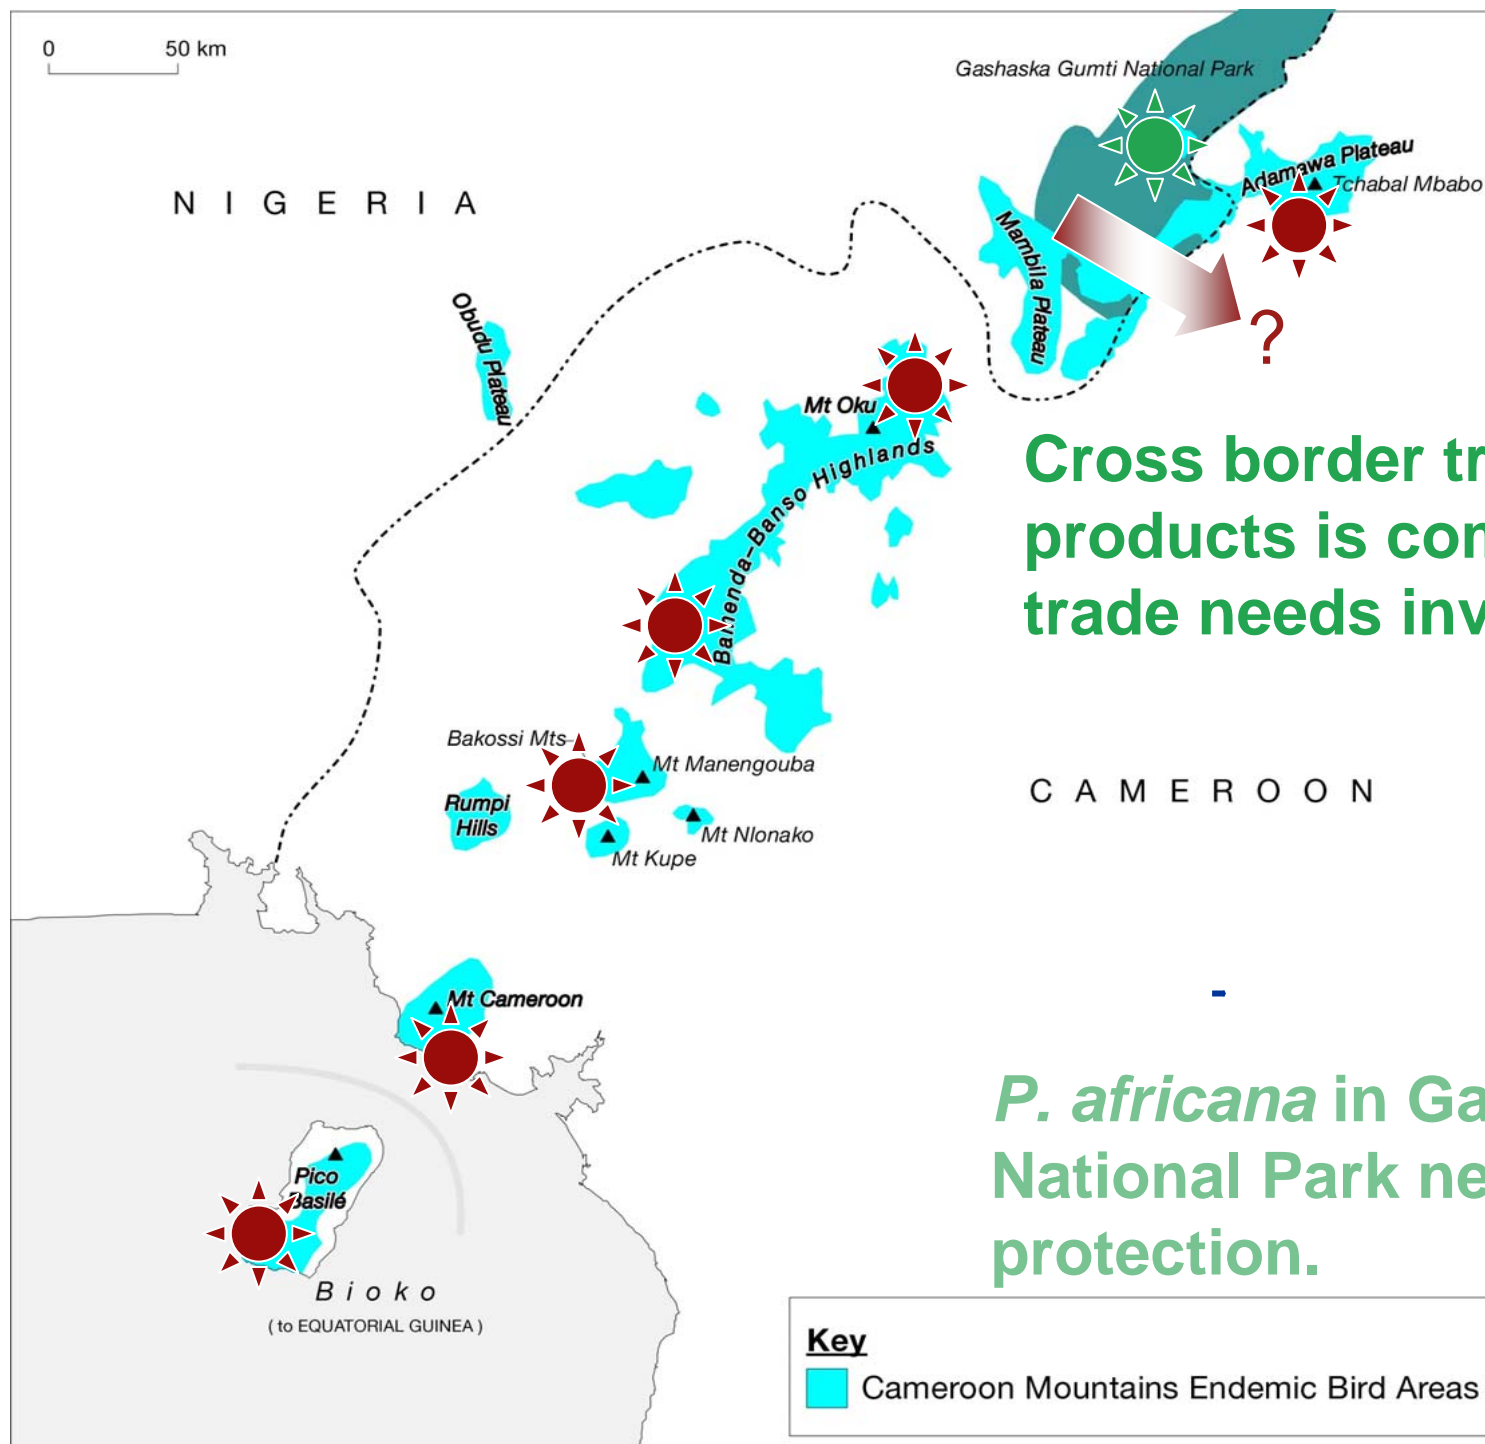 0 50 km
Gashaska Gumti National Park
NIGERIA
Adamawa Plateau
Tchabal Mbabo
Mambila Plateau
?
Obudu Plateau
Mt Oku
Bamenda–Banso Highlands
Cross border tr
products is con
trade needs inv
Bakossi Mts
Mt Manengouba
Rumpi
Hills
Mt Nlonako
Mt Kupe
CAMEROON
Mt Cameroon
-
P. africana in Ga
National Park ne
protection.
Pico
Basilé
Bioko
( to EQUATORIAL GUINEA )
Key
Cameroon Mountains Endemic Bird Areas